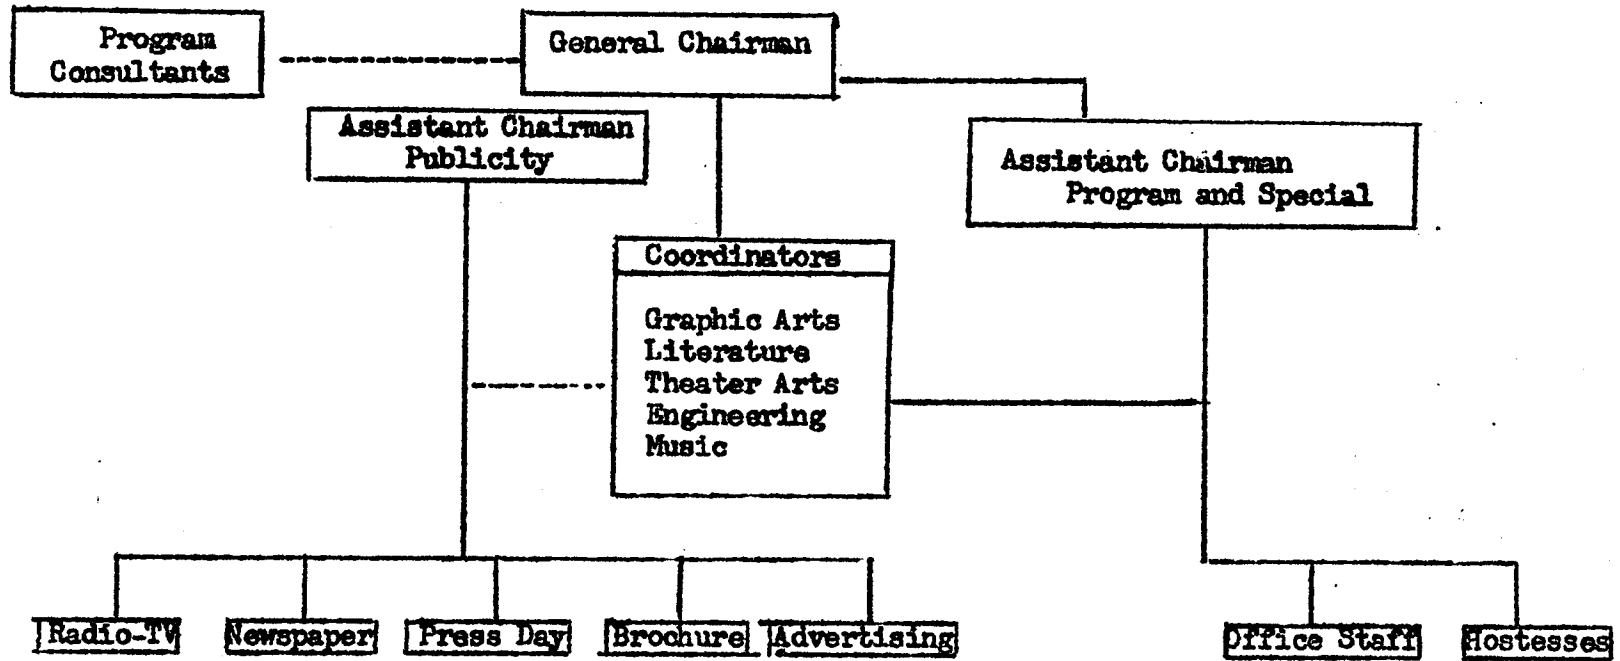 Program
Consultants
General Chairman
Assistant Chairman
Publicity
Assistant Chairman
Program and Special
Coordinators
Graphic Arts
Literature
Theater Arts
Engineering
Music
Radio-TV
Newspaper
Press Day
Brochure
Advertising
Office Staff
Hostesses